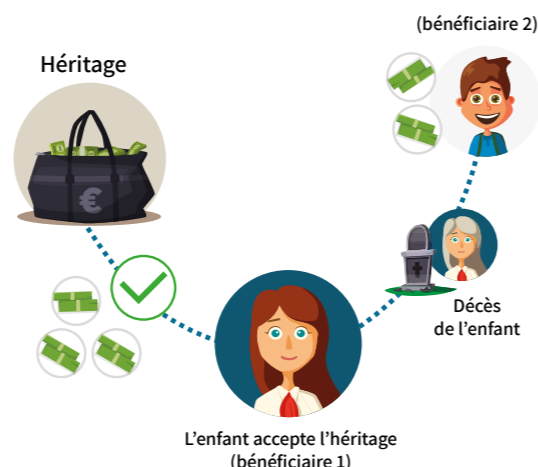 Héritage
€
L'enfant accepte l'héritage
(bénéficiaire 1)
Décès
de l'enfant
(bénéficiaire 2)